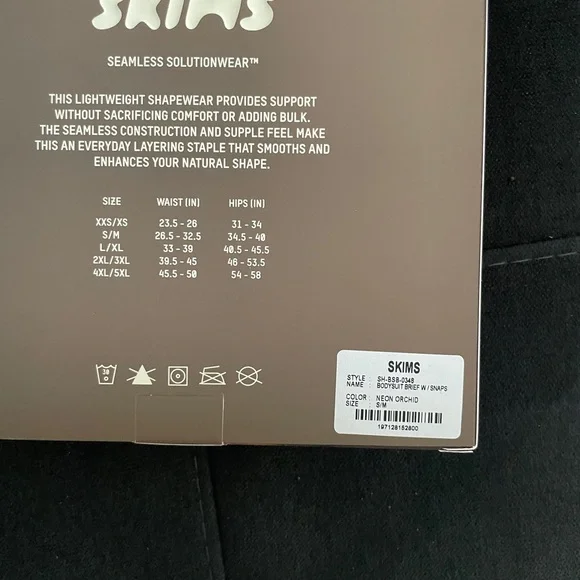 SKIMS
SEAMLESS SOLUTIONWEAR™
THIS LIGHTWEIGHT SHAPEWEAR PROVIDES SUPPORT
WITHOUT SACRIFICING COMFORT OR ADDING BULK.
THE SEAMLESS CONSTRUCTION AND SUPPLE FEEL MAKE
THIS AN EVERYDAY LAYERING STAPLE THAT SMOOTHS AND
ENHANCES YOUR NATURAL SHAPE.
SIZE WAIST (IN) HIPS (IN)
XXS/XS 23.5 - 26 31 - 34
S/M 26.5 - 32.5 34.5 - 40
L/XL 33 - 39 40.5 - 45.5
2XL/3XL 39.5 - 45 46 - 53.5
4XL/5XL 45.5 - 50 54 - 58
30
SKIMS
STYLE : SH-BSB-0346
NAME : BODYSUIT BRIEF W / SNAPS
COLOR : NEON ORCHID
SIZE : S/M
197128152800